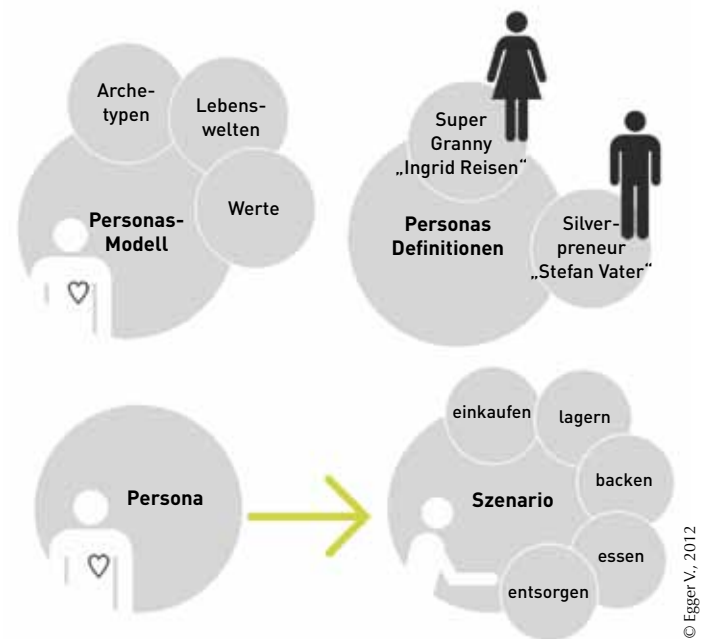 Arche-
typen
Lebens-
welten
Werte
Personas-
Modell
Super
Granny
„Ingrid Reisen“
Personas
Definitionen
Silver-
preneur
„Stefan Vater“
Persona
einkaufen
lagern
backen
Szenario
essen
entsorgen
© Egger V., 2012